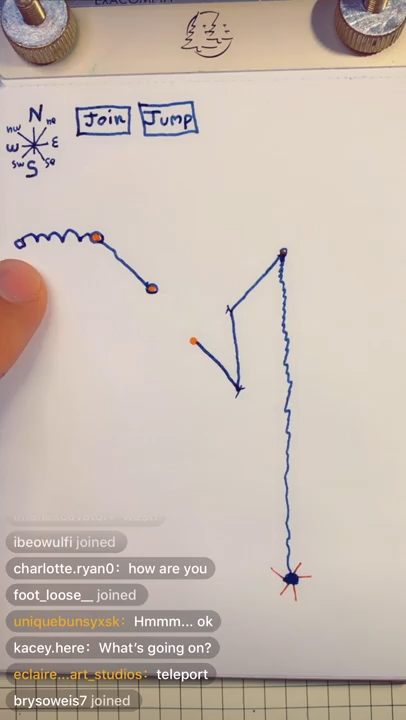 EXACOMPTA
N
nw ne
W E
sw se
S
Join Jump
ibeowulfi joined
charlotte.ryan0: how are you
foot_loose__ joined
uniquebunsyxsk: Hmmm... ok
kacey.here: What's going on?
eclaire...art_studios: teleport
brysoweis7 joined